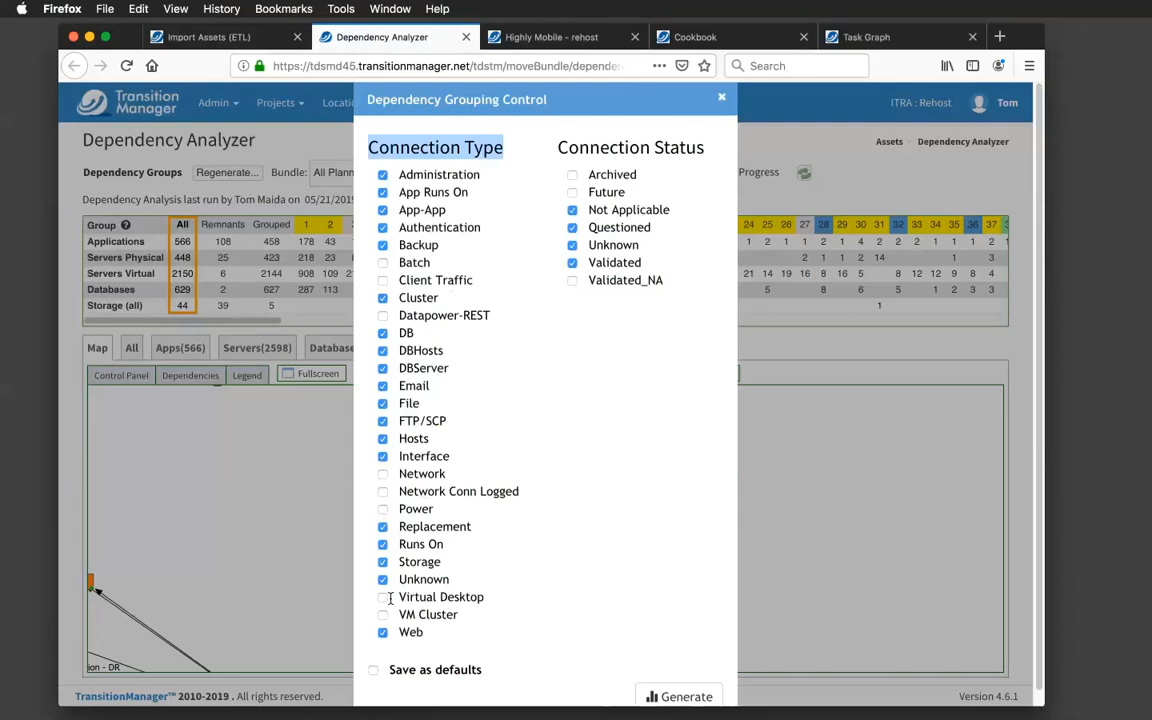 Firefox File Edit View History Bookmarks Tools Window Help
Import Assets (ETL) Dependency Analyzer Highly Mobile - rehost Cookbook Task Graph
https://tdsmd45.transitionmanager.net/tdstm/moveBundle/depender Search
Transition Manager Admin Projects Locatio ITRA : Rehost Tom
Dependency Analyzer Assets Dependency Analyzer
Dependency Groups Regenerate... Bundle: All Plann Progress
Dependency Analysis last run by Tom Maida on 05/21/2019
Group All Remnants Grouped 1 2 24 25 26 27 28 29 30 31 32 33 34 35 36 37
Applications 566 108 458 178 43 1 2 1 1 2 1 4 2 2 2 1 1 2 1
Servers Physical 448 25 423 218 23 2 1 1 14 1 3
Servers Virtual 2150 6 2144 908 109 21 14 19 16 8 16 5 8 12 12 9 8 4
Databases 629 2 627 287 113 5 8 6 5 1 2 3 3
Storage (all) 44 39 5 1
Map All Apps(566) Servers(2598) Database
Control Panel Dependencies Legend Fullscreen
ion - DR
Dependency Grouping Control
Connection Type
Administration
App Runs On
App-App
Authentication
Backup
Batch
Client Traffic
Cluster
Datapower-REST
DB
DBHosts
DBServer
Email
File
FTP/SCP
Hosts
Interface
Network
Network Conn Logged
Power
Replacement
Runs On
Storage
Unknown
Virtual Desktop
VM Cluster
Web
Connection Status
Archived
Future
Not Applicable
Questioned
Unknown
Validated
Validated_NA
Save as defaults
Generate
TransitionManager™ 2010-2019 . All rights reserved. Version 4.6.1